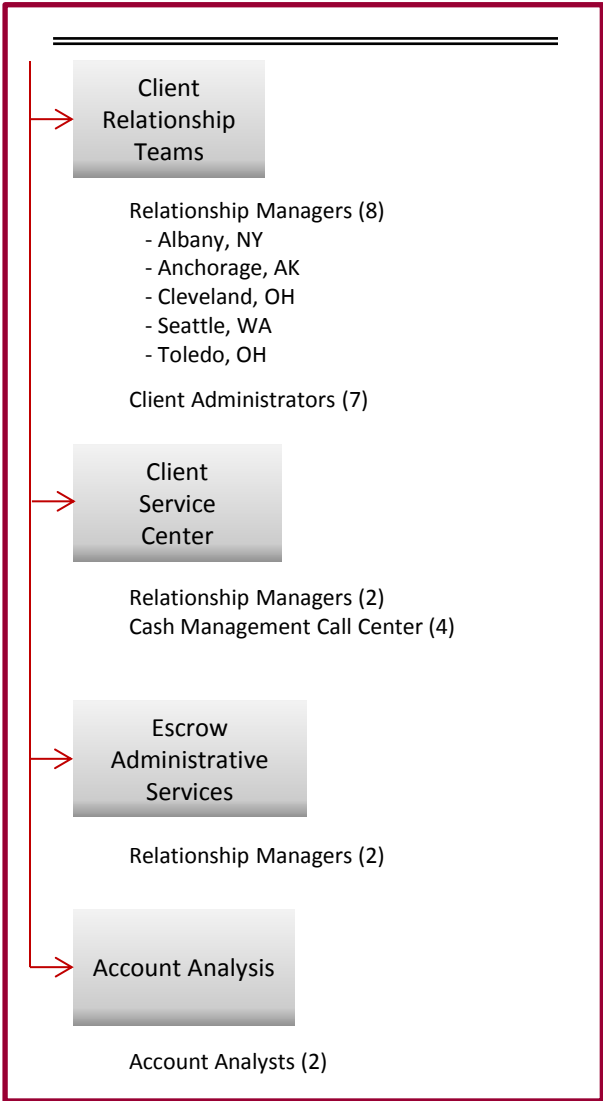 Client
Relationship
Teams
Relationship Managers (8)
- Albany, NY
- Anchorage, AK
- Cleveland, OH
- Seattle, WA
- Toledo, OH
Client Administrators (7)
Client
Service
Center
Relationship Managers (2)
Cash Management Call Center (4)
Escrow
Administrative
Services
Relationship Managers (2)
Account Analysis
Account Analysts (2)